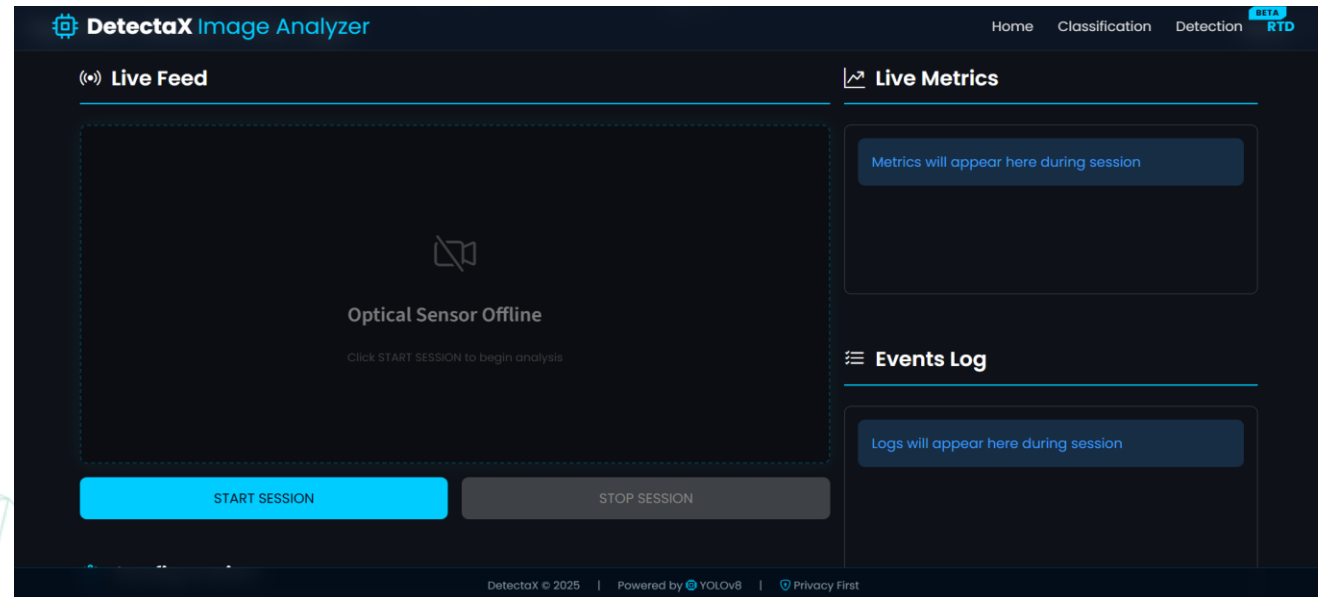 DetectaX Image Analyzer
Home Classification Detection BETA RTD
Live Feed
Optical Sensor Offline
Click START SESSION to begin analysis
START SESSION STOP SESSION
Live Metrics
Metrics will appear here during session
Events Log
Logs will appear here during session
DetectaX © 2025 | Powered by YOLOv8 | Privacy First